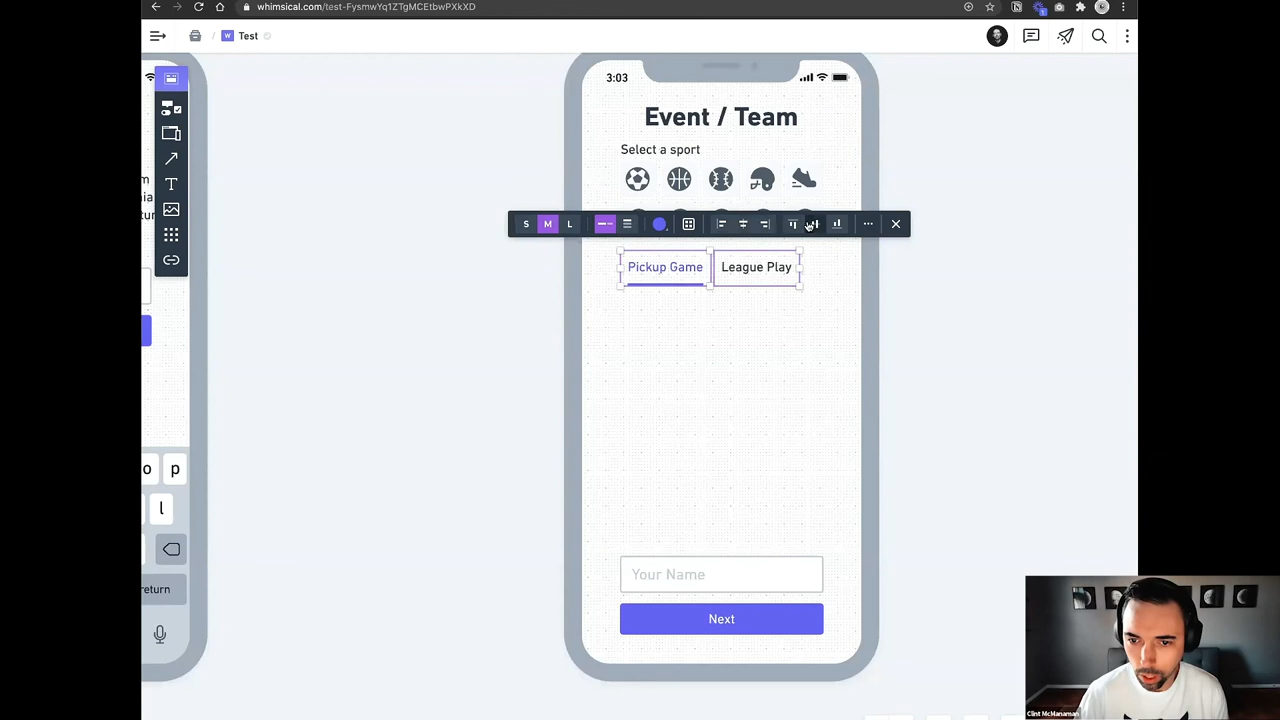 whimsical.com/test-FysmwYq1ZTgMCEtbwPXkXD
Test
3:03
Event / Team
Select a sport
S M L
Pickup Game
League Play
m
o p
l
return
Your Name
Next
Clint McManaman